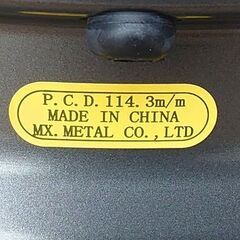 P.C.D.114.3m/m
MADE IN CHINA
MX.METAL CO.,LTD